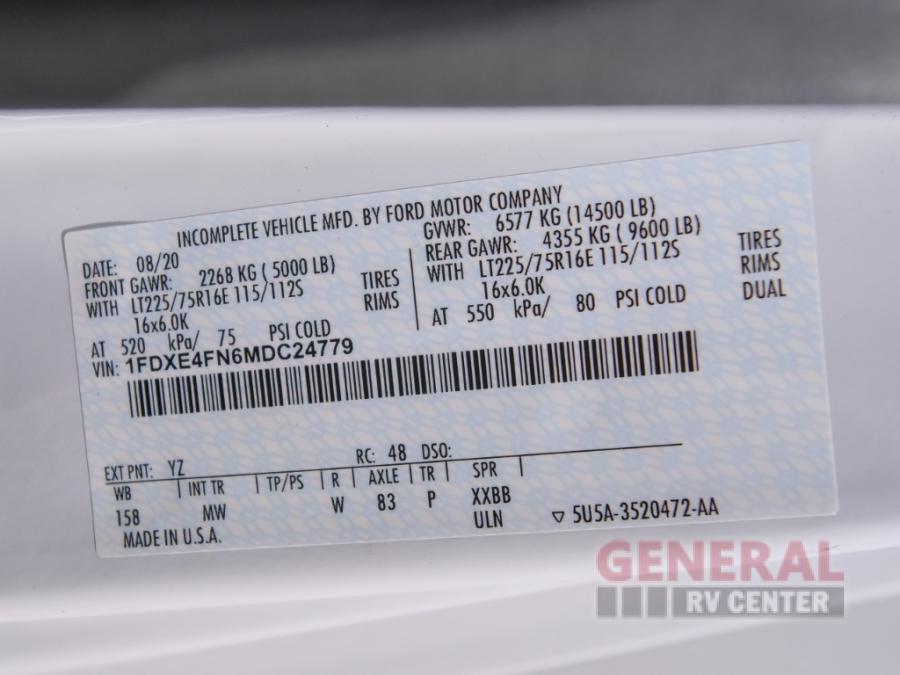 INCOMPLETE VEHICLE MFD. BY FORD MOTOR COMPANY
DATE: 08/20
FRONT GAWR: 2268 KG ( 5000 LB)
WITH LT225/75R16E 115/112S TIRES
16x6.0K RIMS
AT 520 kPa/ 75 PSI COLD
GVWR: 6577 KG (14500 LB)
REAR GAWR: 4355 KG ( 9600 LB)
WITH LT225/75R16E 115/112S TIRES
16x6.0K RIMS
AT 550 kPa/ 80 PSI COLD DUAL
VIN: 1FDXE4FN6MDC24779
EXT PNT: YZ RC: 48 DSO:
WB INT TR TP/PS R AXLE TR SPR
158 MW W 83 P XXBB
ULN
MADE IN U.S.A. ▽ 5U5A-3520472-AA
GENERAL
RV CENTER